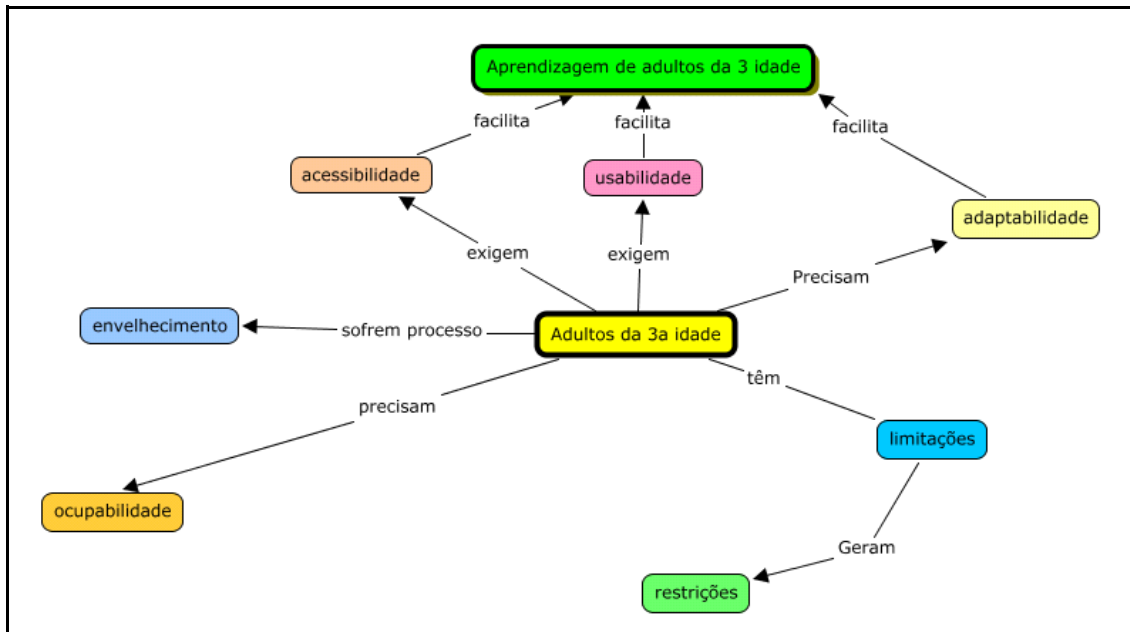 Aprendizagem de adultos da 3 idade
facilita
facilita
facilita
acessibilidade
usabilidade
adaptabilidade
exigem
exigem
Precisam
envelhecimento
sofrem processo
Adultos da 3a idade
têm
precisam
limitações
ocupabilidade
Geram
restrições